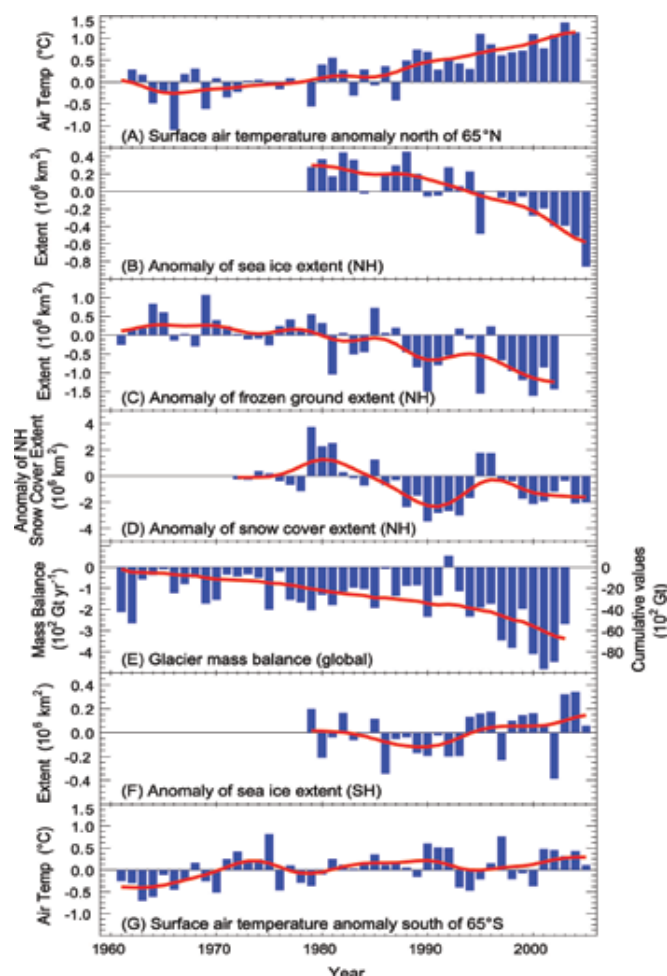 Air Temp (°C)
1.5
1.0
0.5
0.0
-0.5
-1.0
(A) Surface air temperature anomaly north of 65°N
Extent (10⁶ km²)
0.4
0.2
0.0
-0.2
-0.4
-0.6
-0.8
(B) Anomaly of sea ice extent (NH)
Extent (10⁶ km²)
1.0
0.5
0.0
-0.5
-1.0
-1.5
(C) Anomaly of frozen ground extent (NH)
Anomaly of NH
Snow Cover Extent
(10⁶ km²)
4
2
0
-2
-4
(D) Anomaly of snow cover extent (NH)
Mass Balance
(10² Gt yr⁻¹)
0
-1
-2
-3
-4
(E) Glacier mass balance (global)
0
-20
-40
-60
-80
Cumulative values
(10² Gt)
Extent (10⁶ km²)
0.4
0.2
0.0
-0.2
-0.4
(F) Anomaly of sea ice extent (SH)
Air Temp (°C)
1.5
1.0
0.5
0.0
-0.5
-1.0
(G) Surface air temperature anomaly south of 65°S
1960 1970 1980 1990 2000
Year